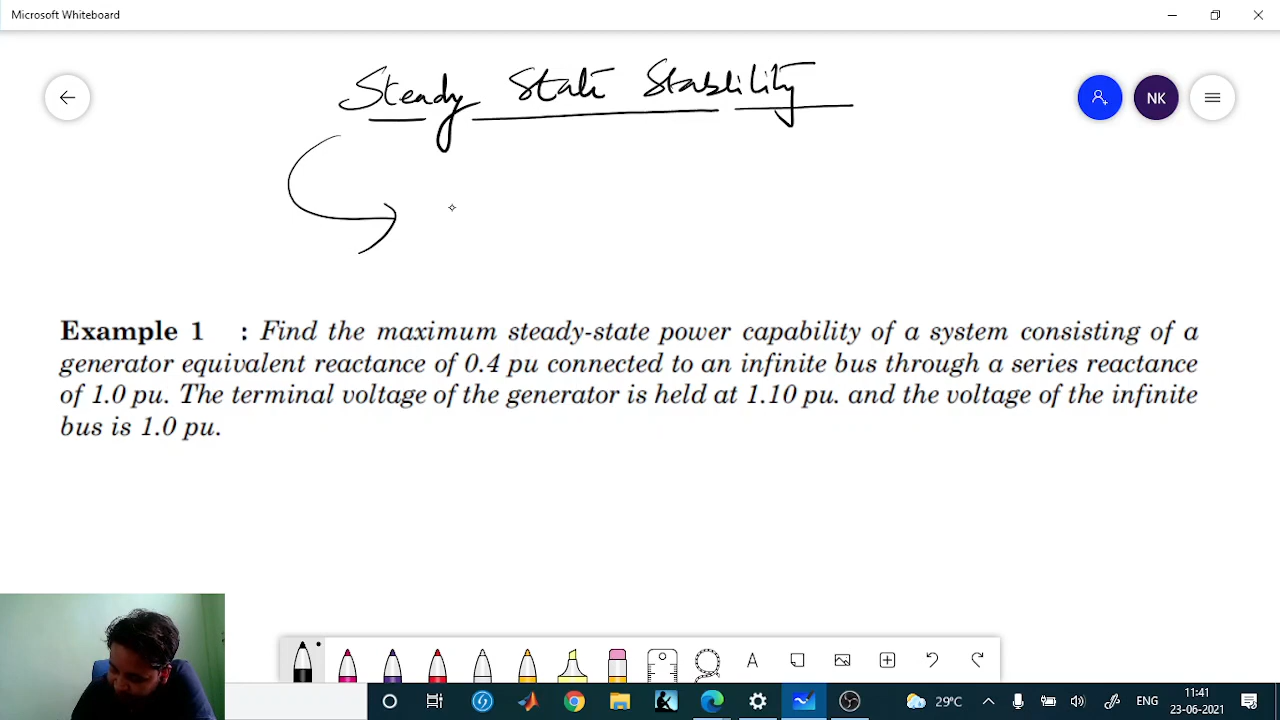 Microsoft Whiteboard
Steady State Stability
NK
Example 1 : Find the maximum steady-state power capability of a system consisting of a
generator equivalent reactance of 0.4 pu connected to an infinite bus through a series reactance
of 1.0 pu. The terminal voltage of the generator is held at 1.10 pu. and the voltage of the infinite
bus is 1.0 pu.
A
29°C
ENG
11:41
23-06-2021